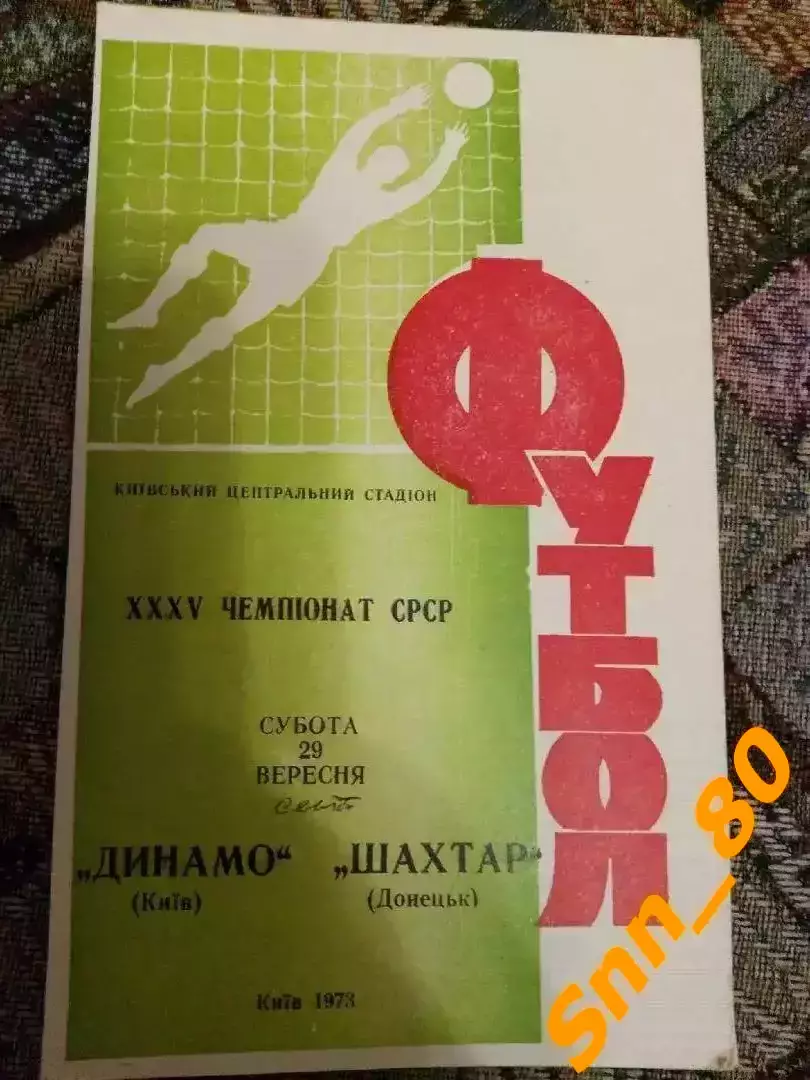 ФУТБОЛ
КИЇВСЬКИЙ ЦЕНТРАЛЬНИЙ СТАДІОН
XXXV ЧЕМПІОНАТ СРСР
СУБОТА
29
ВЕРЕСНЯ
„ДИНАМО“ „ШАХТАР“
(Київ) (Донецьк)
Київ 1973
Snn_80